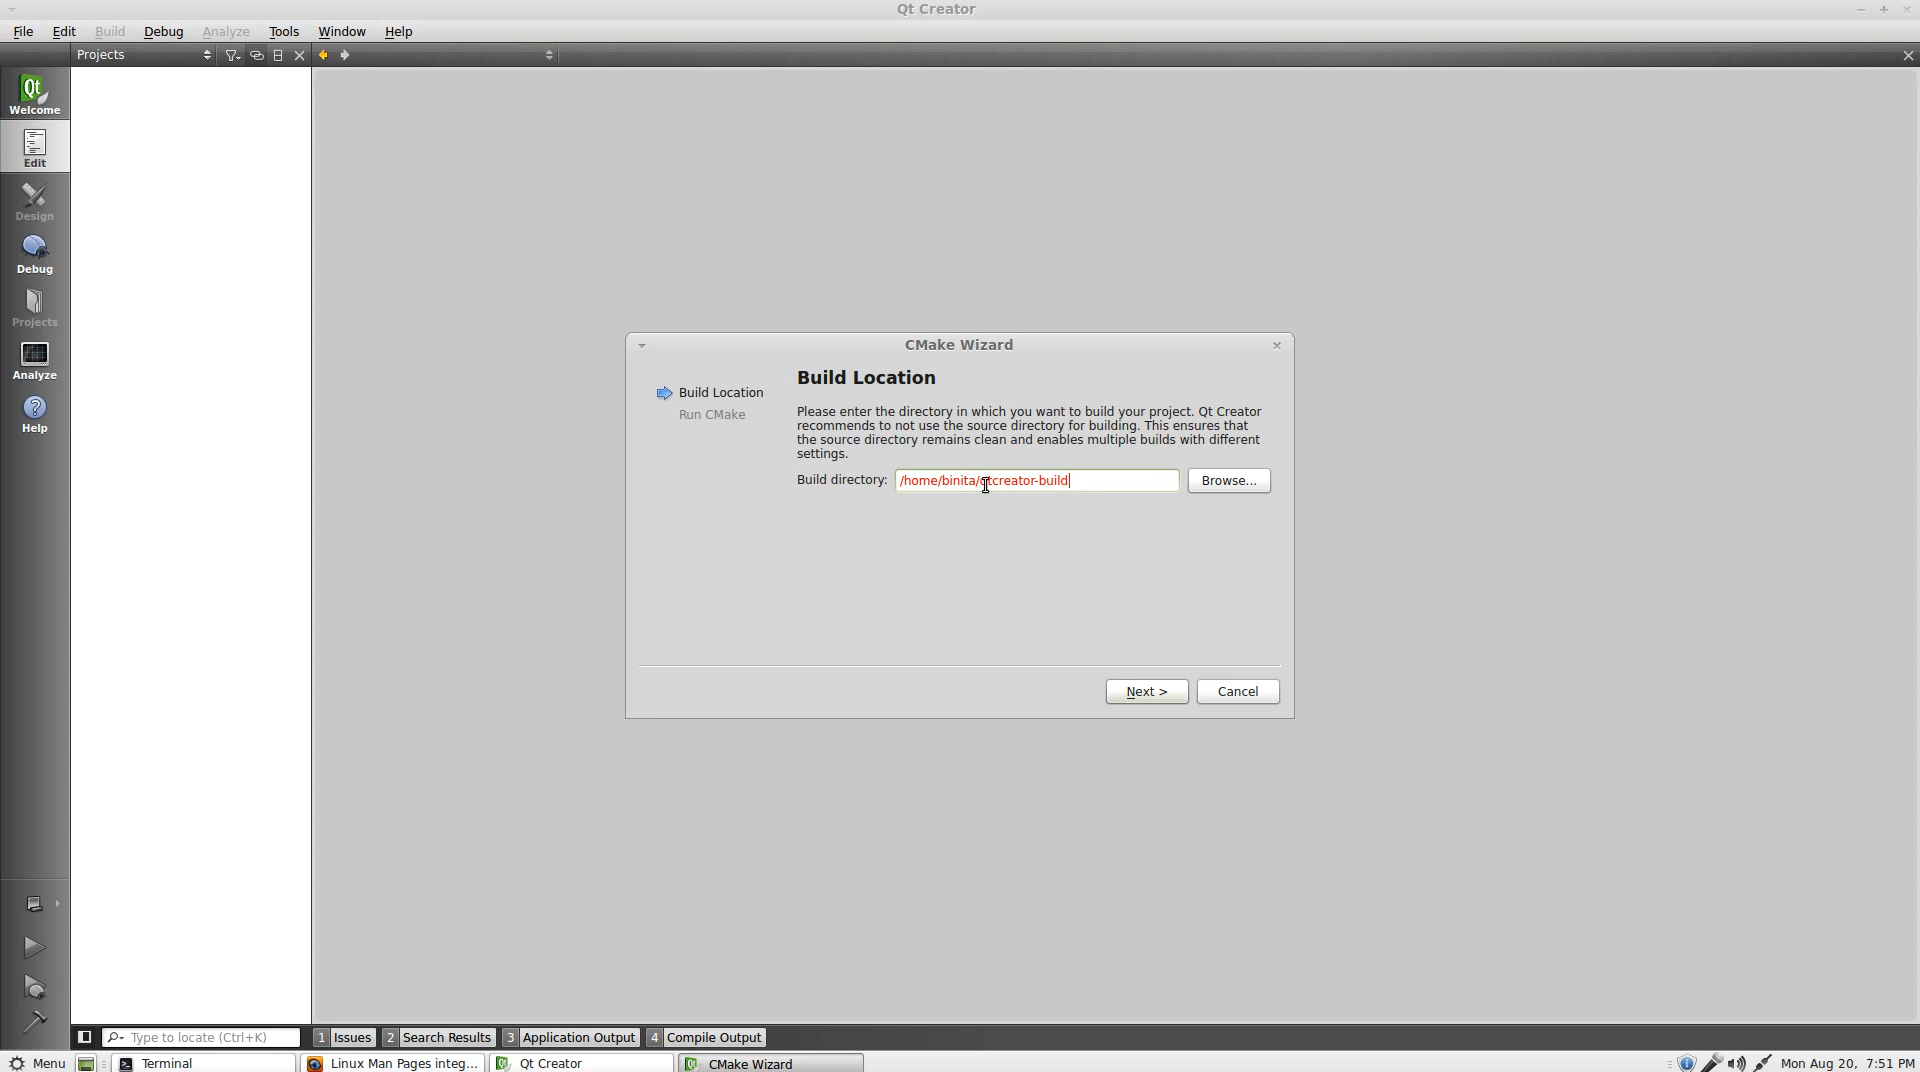 Qt Creator
File Edit Build Debug Analyze Tools Window Help
Projects
Qt
Welcome
Edit
Design
Debug
Projects
Analyze
Help
CMake Wizard
Build Location
Run CMake
Build Location
Please enter the directory in which you want to build your project. Qt Creator
recommends to not use the source directory for building. This ensures that
the source directory remains clean and enables multiple builds with different
settings.
Build directory: /home/binita/qtcreator-build Browse...
Next > Cancel
Type to locate (Ctrl+K) 1 Issues 2 Search Results 3 Application Output 4 Compile Output
Menu Terminal Linux Man Pages integ... Qt Creator CMake Wizard Mon Aug 20, 7:51 PM